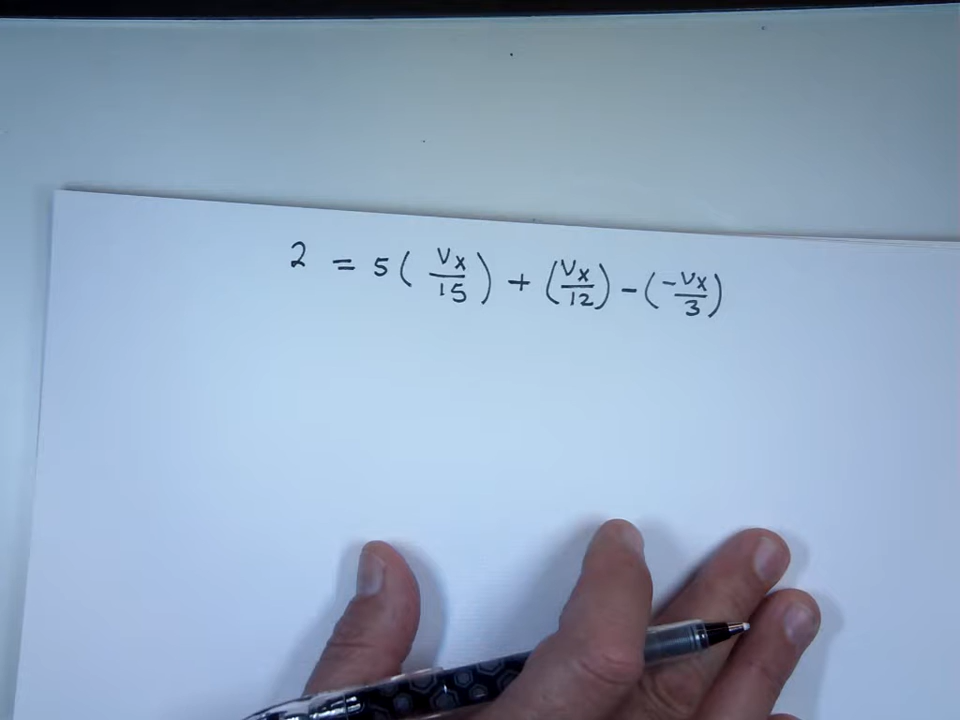 2 = 5(Vx/15) + (Vx/12) - (-Vx/3)